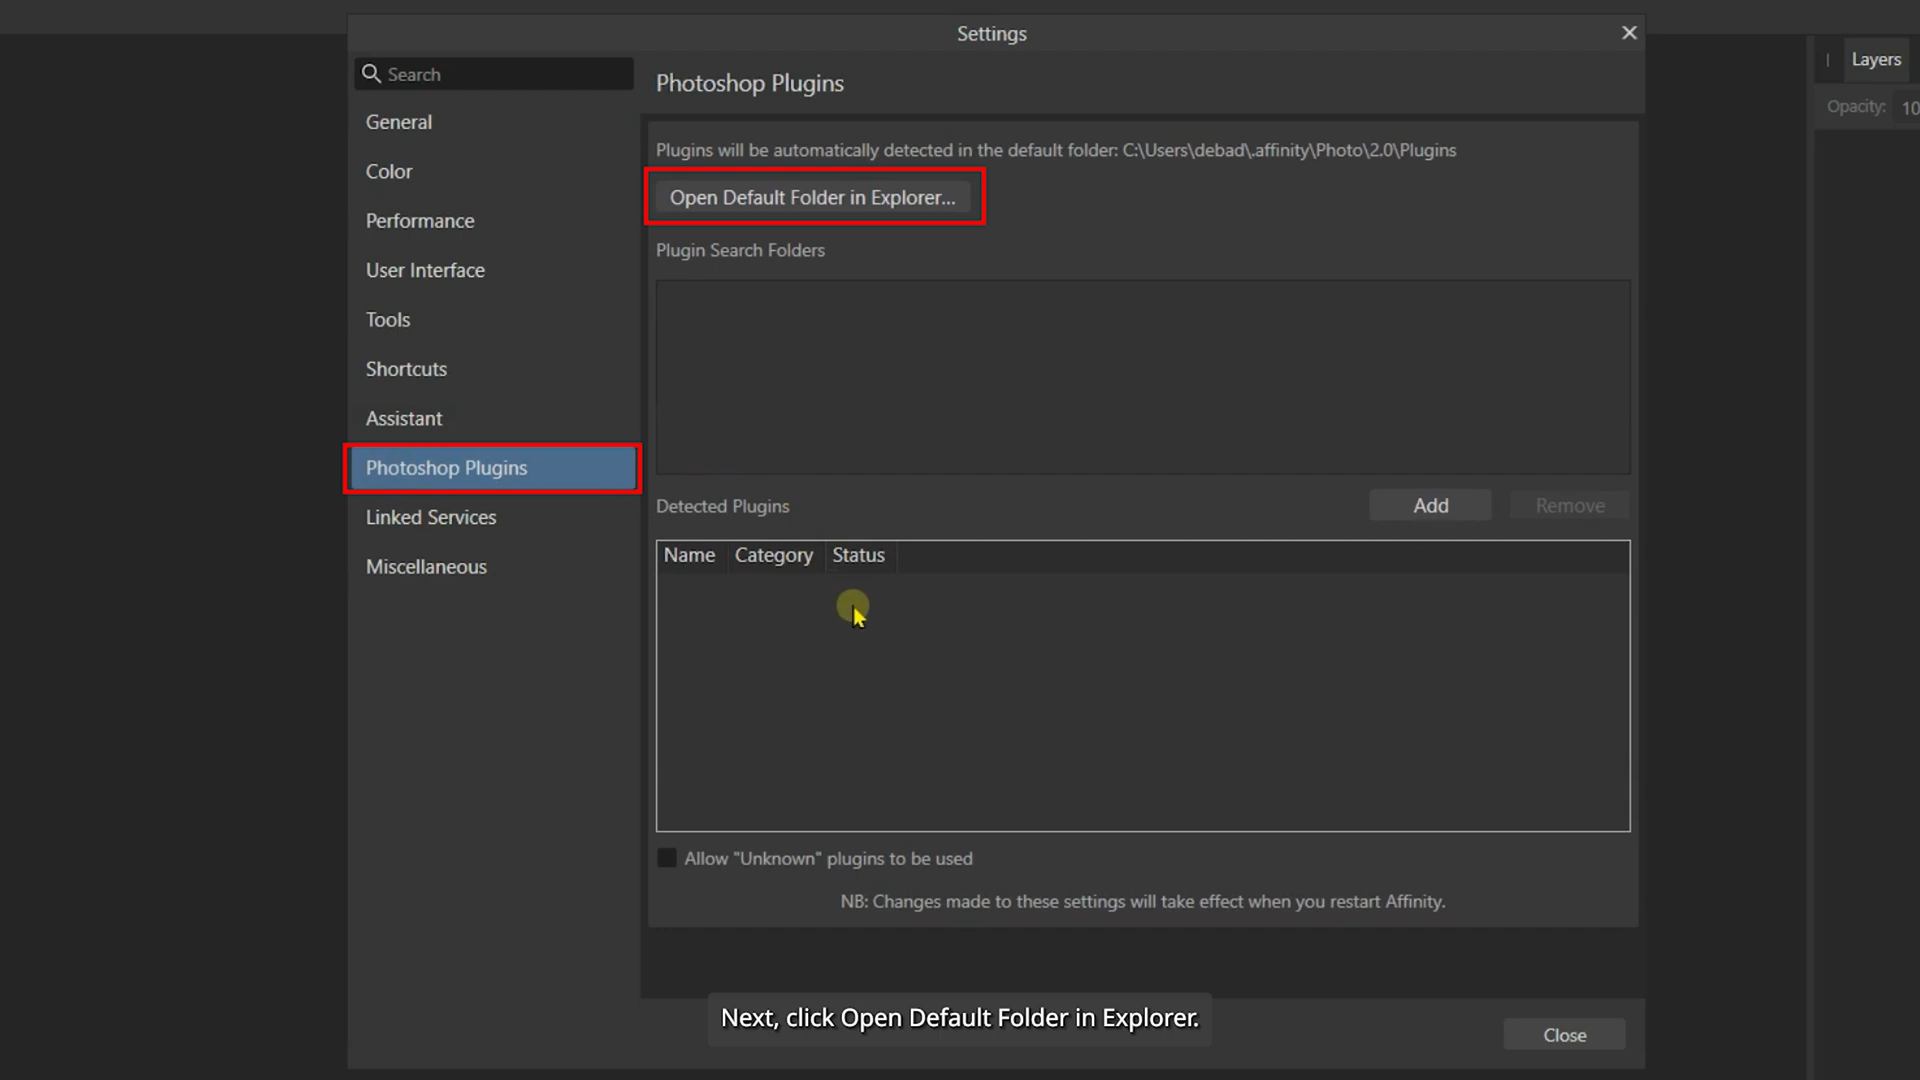 Settings
Search
General
Color
Performance
User Interface
Tools
Shortcuts
Assistant
Photoshop Plugins
Linked Services
Miscellaneous
Photoshop Plugins
Plugins will be automatically detected in the default folder: C:\Users\debad\.affinity\Photo\2.0\Plugins
Open Default Folder in Explorer...
Plugin Search Folders
Detected Plugins
Add
Remove
Name Category Status
Allow "Unknown" plugins to be used
NB: Changes made to these settings will take effect when you restart Affinity.
Next, click Open Default Folder in Explorer.
Close
Layers
Opacity: 10